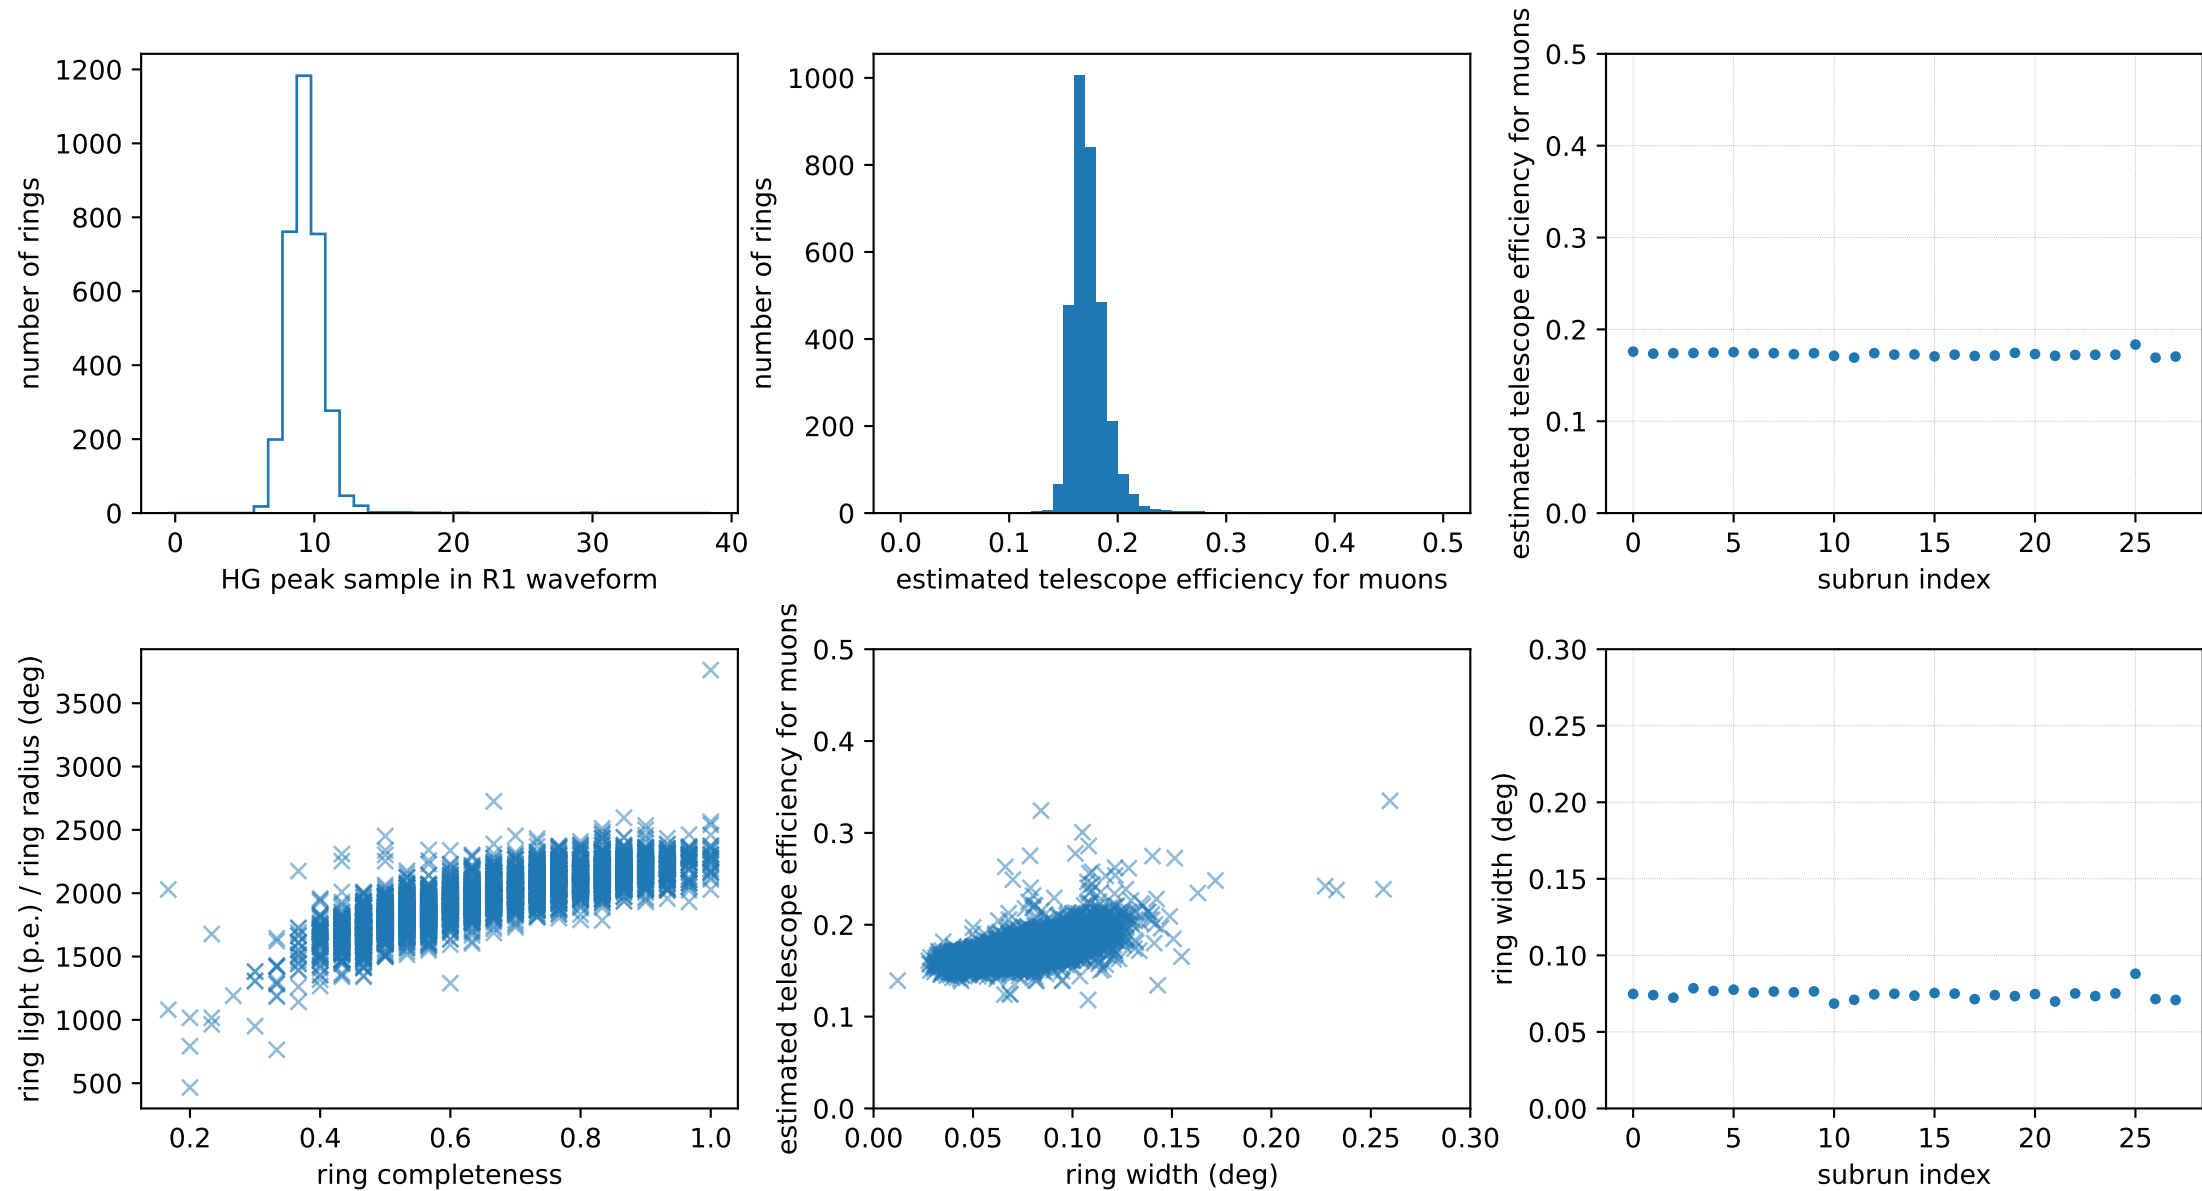 number of rings
1200
1000
800
600
400
200
0
0 10 20 30 40
HG peak sample in R1 waveform
number of rings
1000
800
600
400
200
0
0.0 0.1 0.2 0.3 0.4 0.5
estimated telescope efficiency for muons
estimated telescope efficiency for muons
0.5
0.4
0.3
0.2
0.1
0.0
0 5 10 15 20 25
subrun index
ring light (p.e.) / ring radius (deg)
3500
3000
2500
2000
1500
1000
500
0.2 0.4 0.6 0.8 1.0
ring completeness
estimated telescope efficiency for muons
0.5
0.4
0.3
0.2
0.1
0.0
0.00 0.05 0.10 0.15 0.20 0.25 0.30
ring width (deg)
ring width (deg)
0.30
0.25
0.20
0.15
0.10
0.05
0.00
0 5 10 15 20 25
subrun index